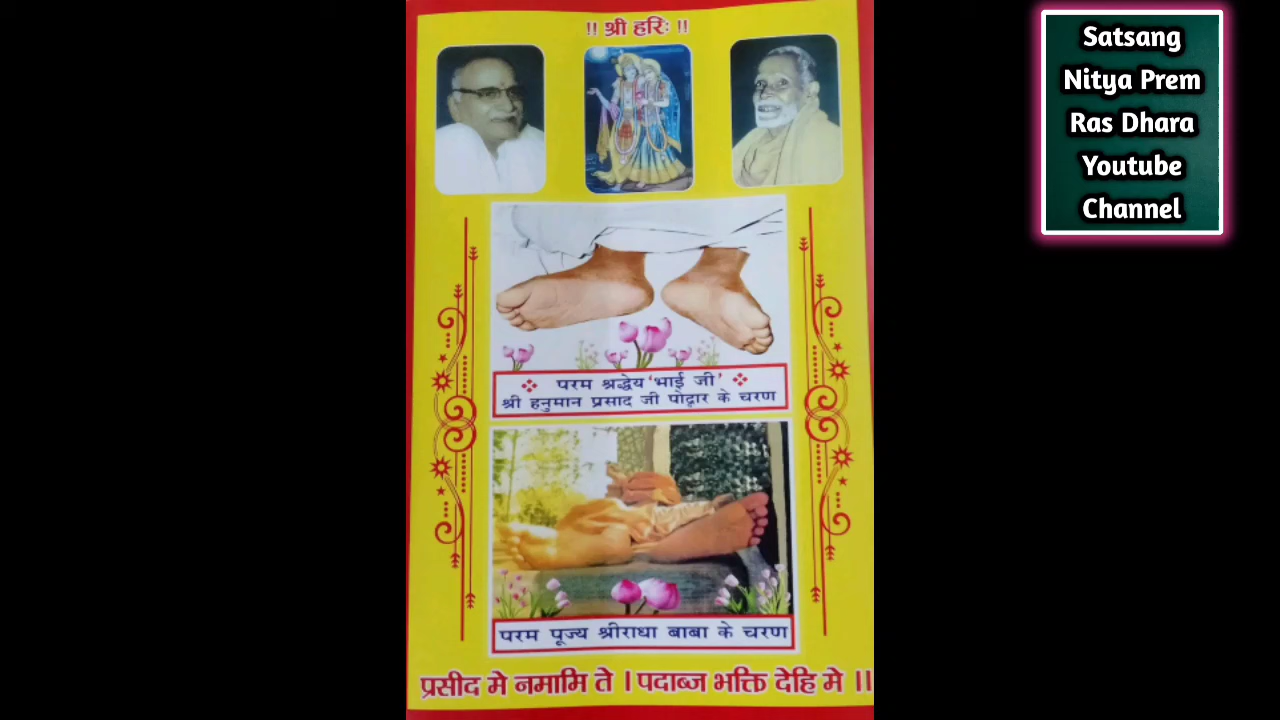 !! श्री हरिः !!
❖ परम श्रद्धेय ‘भाई जी’ ❖
श्री हनुमान प्रसाद जी पोद्दार के चरण
परम पूज्य श्रीराधा बाबा के चरण
प्रसीद मे नमामि ते । पदाब्ज भक्ति देहि मे ।।
Satsang
Nitya Prem
Ras Dhara
Youtube
Channel